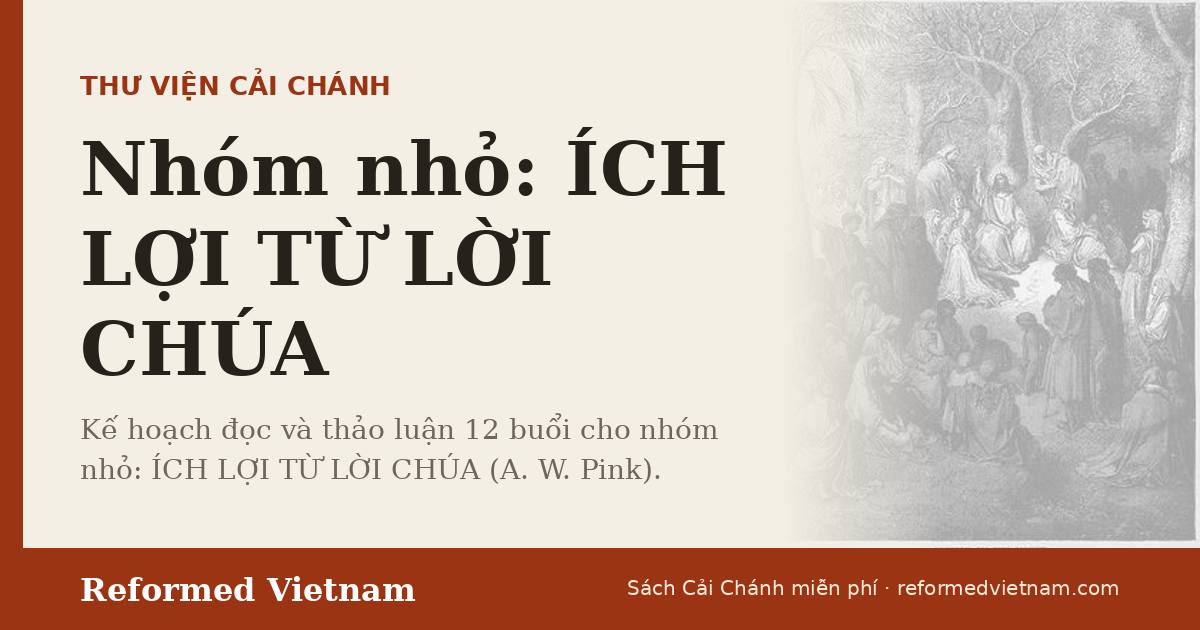 THƯ VIỆN CẢI CHÁNH
Nhóm nhỏ: ÍCH
LỢI TỪ LỜI
CHÚA
Kế hoạch đọc và thảo luận 12 buổi cho nhóm
nhỏ: ÍCH LỢI TỪ LỜI CHÚA (A. W. Pink).
Reformed Vietnam
Sách Cải Chánh miễn phí · reformedvietnam.com